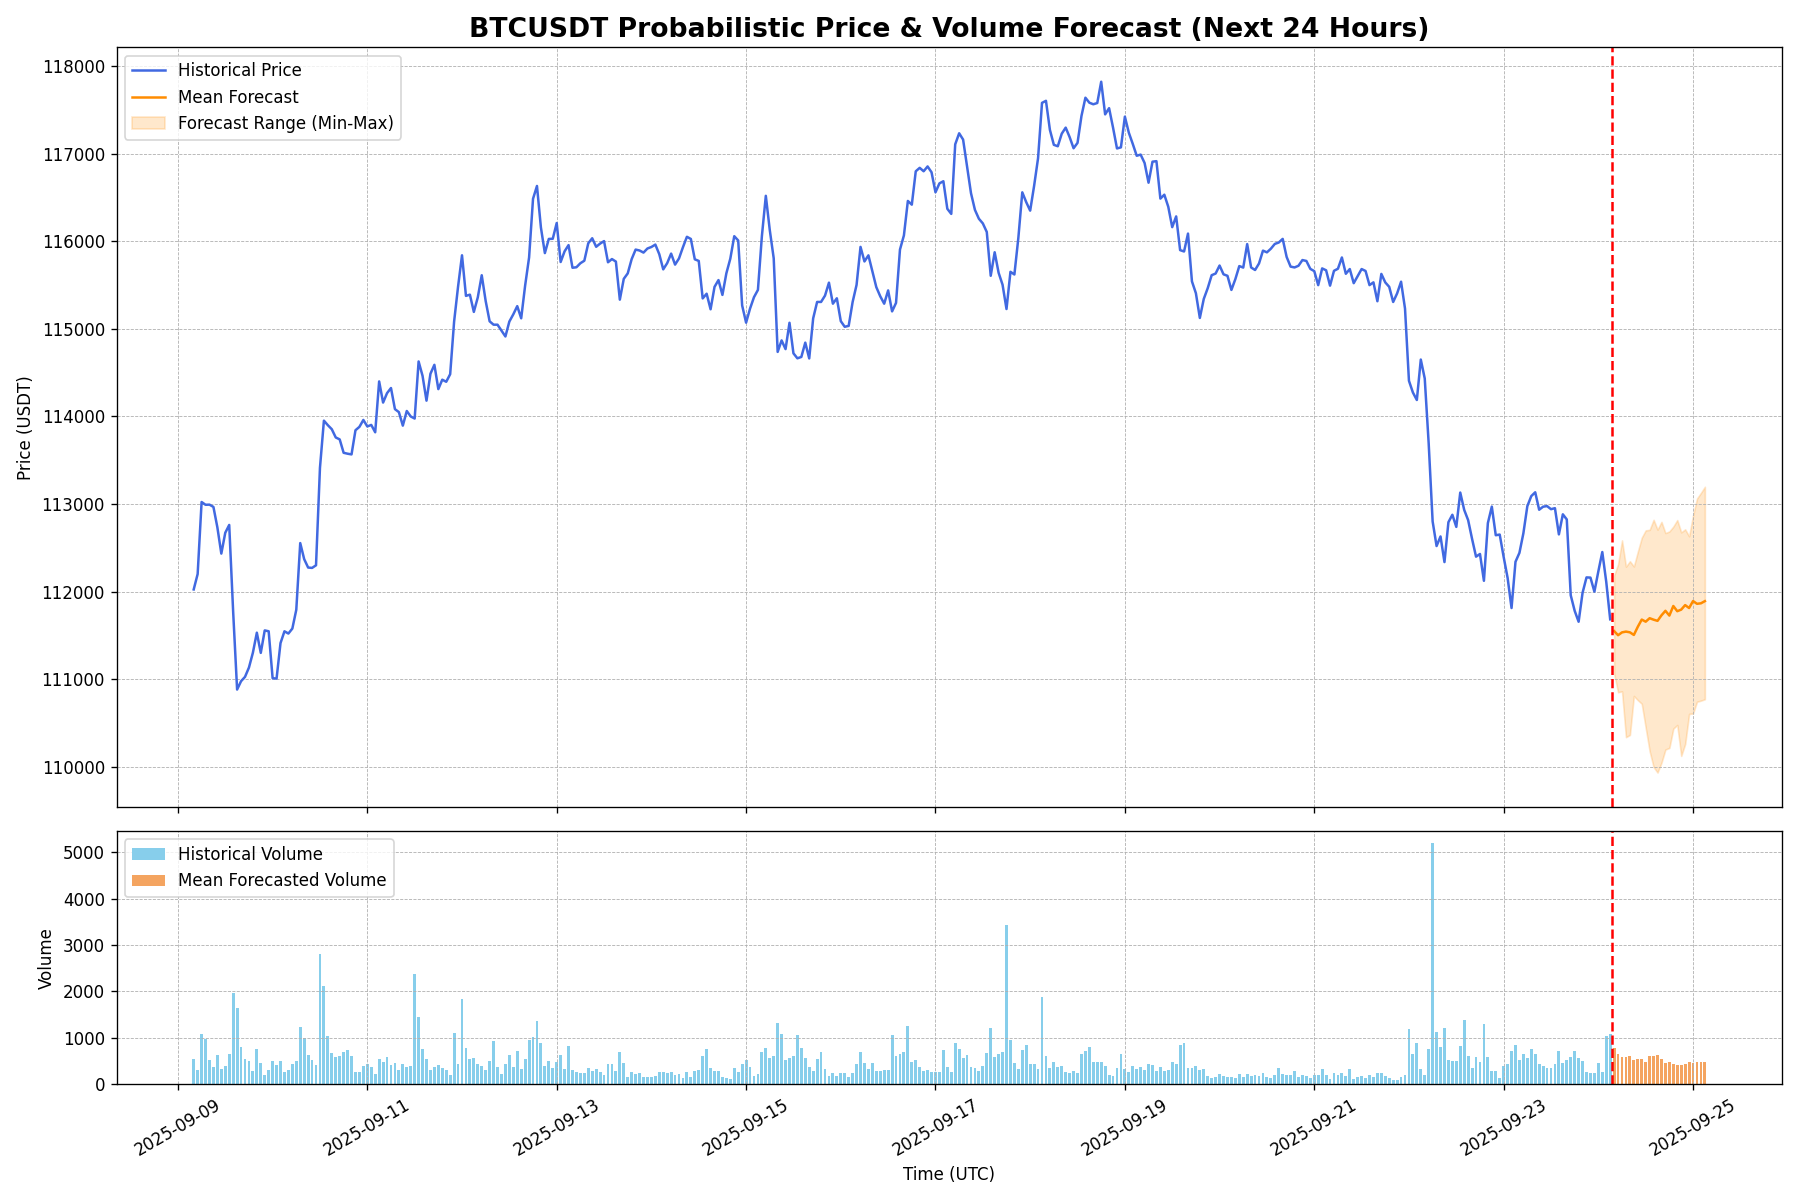 BTCUSDT Probabilistic Price & Volume Forecast (Next 24 Hours)
Historical Price
Mean Forecast
Forecast Range (Min-Max)
Price (USDT)
118000
117000
116000
115000
114000
113000
112000
111000
110000
Historical Volume
Mean Forecasted Volume
Volume
5000
4000
3000
2000
1000
0
2025-09-09
2025-09-11
2025-09-13
2025-09-15
2025-09-17
2025-09-19
2025-09-21
2025-09-23
2025-09-25
Time (UTC)